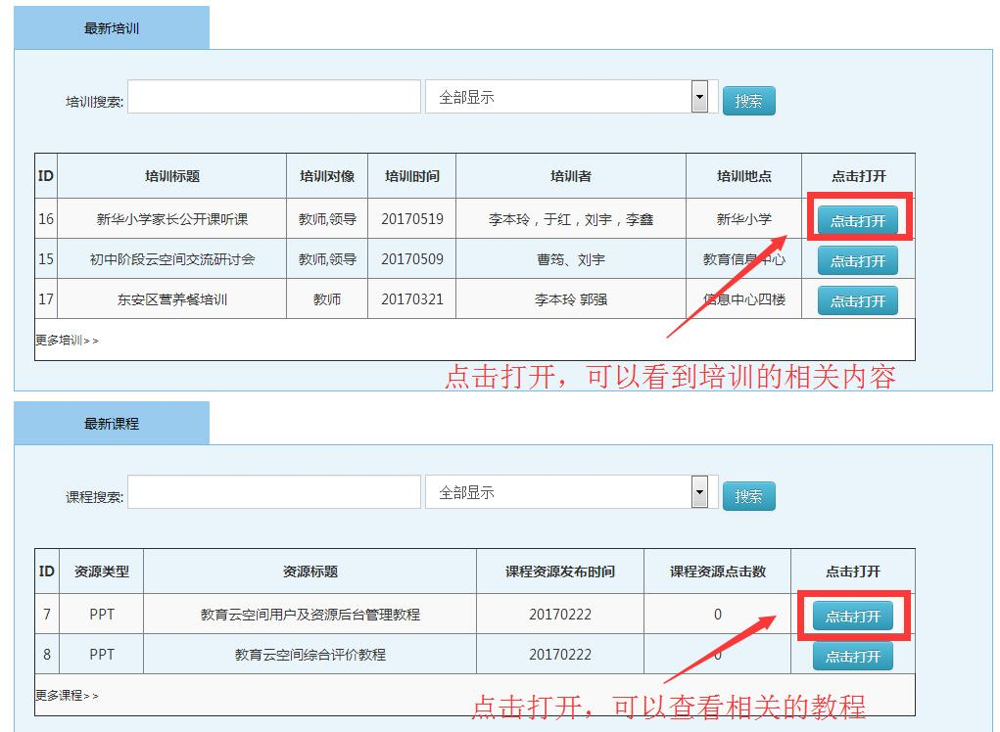 最新培训
培训搜索: 全部显示 搜索
ID 培训标题 培训对像 培训时间 培训者 培训地点 点击打开
16 新华小学家长公开课听课 教师,领导 20170519 李本玲，于红，刘宇，李鑫 新华小学 点击打开
15 初中阶段云空间交流研讨会 教师,领导 20170509 曹筠、刘宇 教育信息中心 点击打开
17 东安区营养餐培训 教师 20170321 李本玲 郭强 信息中心四楼 点击打开
更多培训>>
点击打开，可以看到培训的相关内容
最新课程
课程搜索: 全部显示 搜索
ID 资源类型 资源标题 课程资源发布时间 课程资源点击数 点击打开
7 PPT 教育云空间用户及资源后台管理教程 20170222 0 点击打开
8 PPT 教育云空间综合评价教程 20170222 0 点击打开
更多课程>>
点击打开，可以查看相关的教程